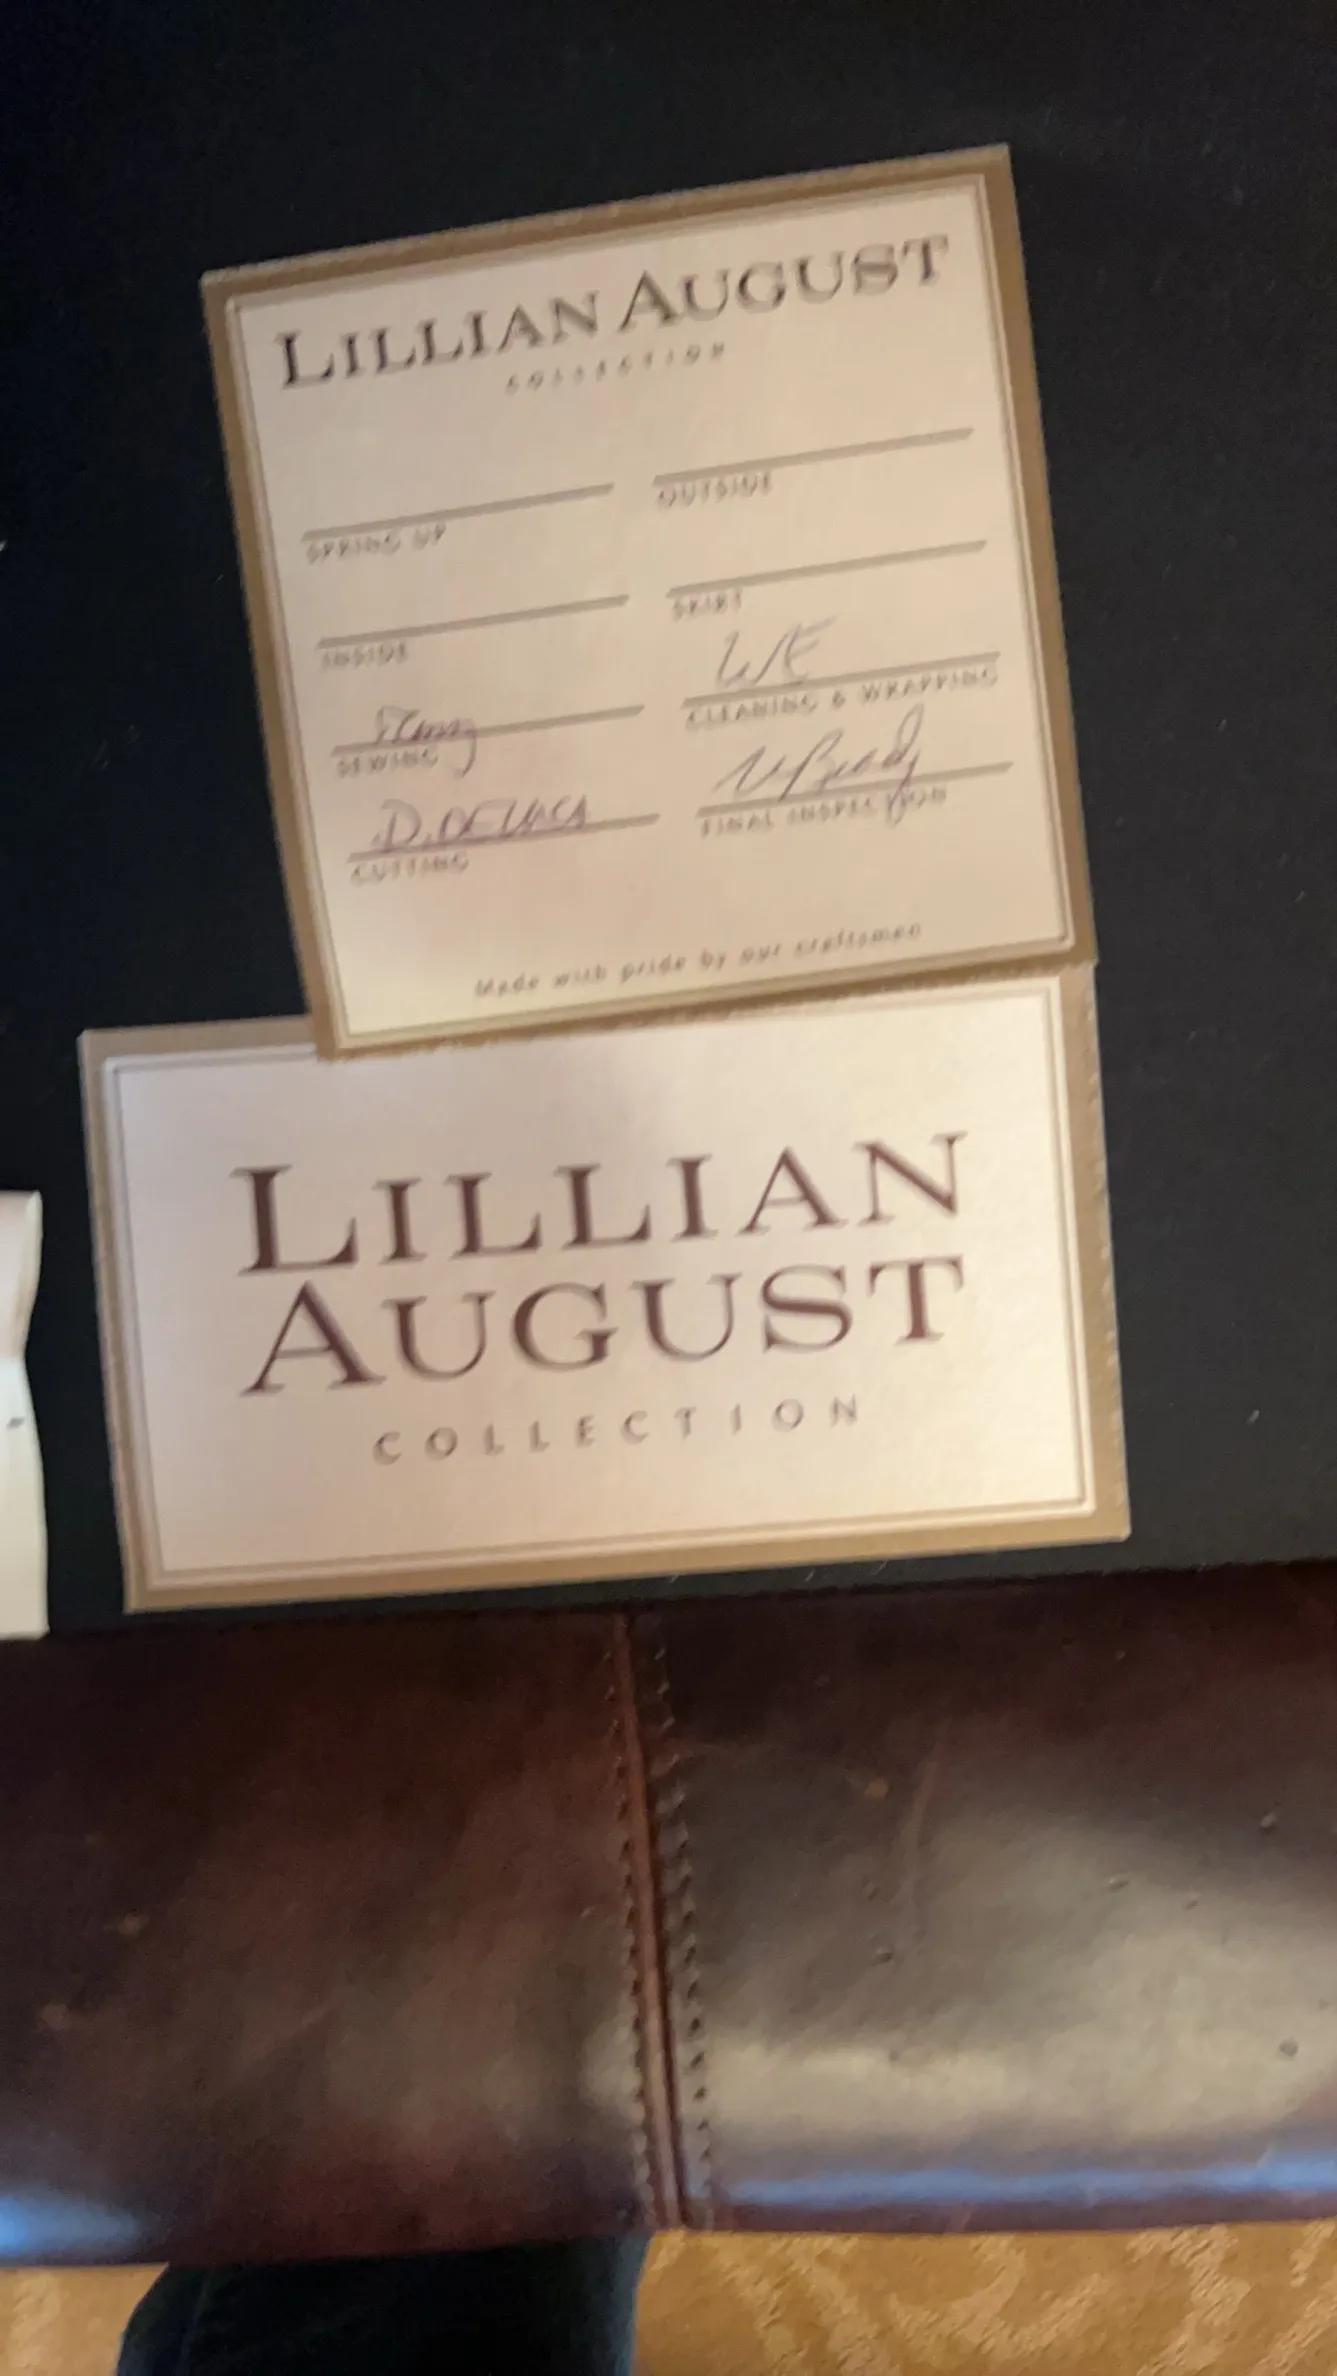 LILLIAN AUGUST
COLLECTION
SPRING UP
OUTSIDE
INSIDE
SKIRT
WE
SEWING
CLEANING & WRAPPING
CUTTING
FINAL INSPECTION
Made with pride by our craftsmen
LILLIAN
AUGUST
COLLECTION